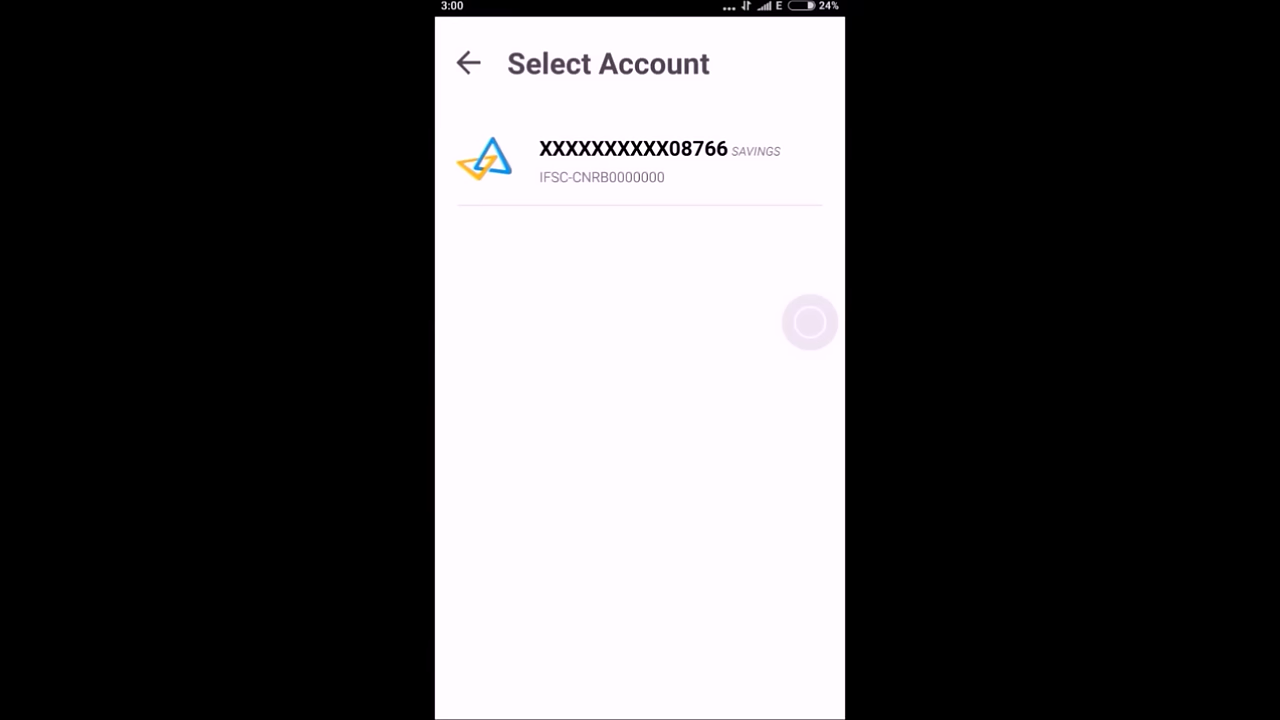 3:00 ... E 24%
Select Account
XXXXXXXXXX08766 SAVINGS
IFSC-CNRB0000000